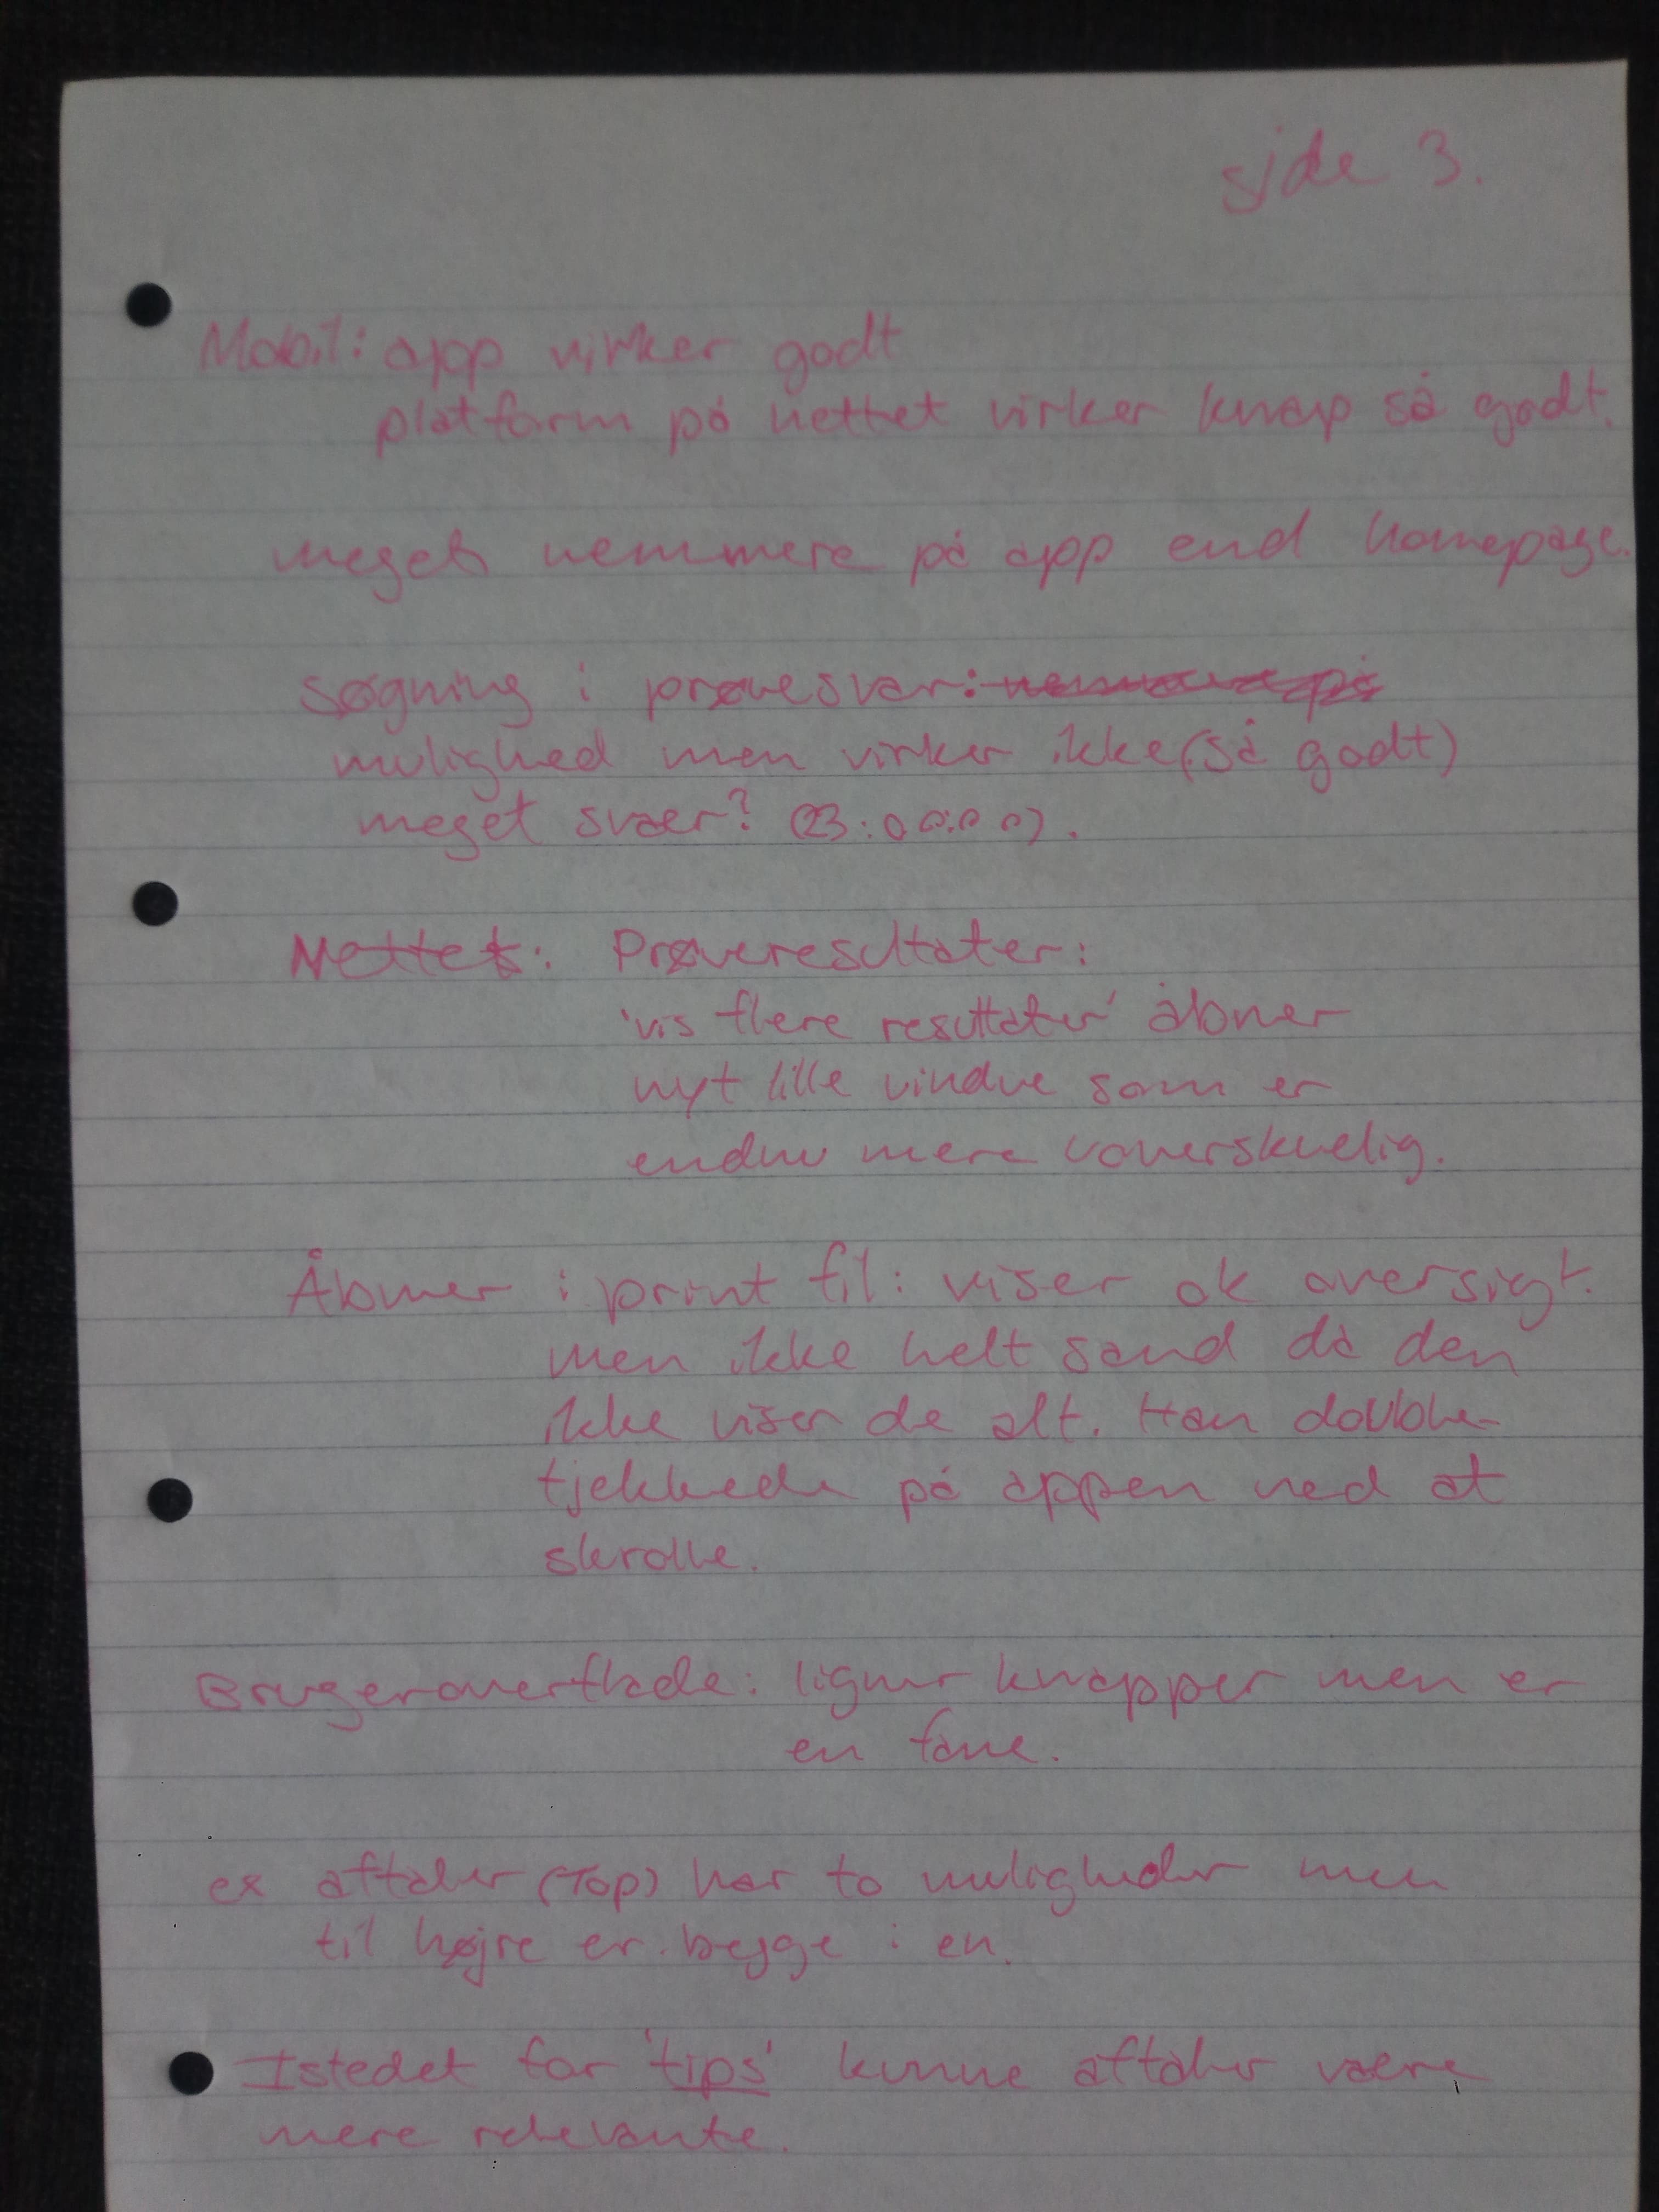 side 3.
Mobil: app virker godt
platform på nettet virker knap så godt.
meget nemmere på app end homepage.
Søgning i prøvesvar: nemmere på
mulighed men virker ikke (så godt)
meget svær? (23:00:00).
Nettet: Prøveresultater:
'vis flere resultater' åbner
nyt lille vindue som er
endnu mere uoverskuelig.
Åbner i print fil: viser ok oversigt.
men ikke helt sand da den
ikke viser de alt. Han dobbbel
tjekkede på appen ved at
skrolle.
Brugeroverflade: ligner knapper men er
en fane.
ex aftaler (Top) har to muligheder men
til højre er begge i en.
Istedet for 'tips' kunne aftaler være
mere relevante.